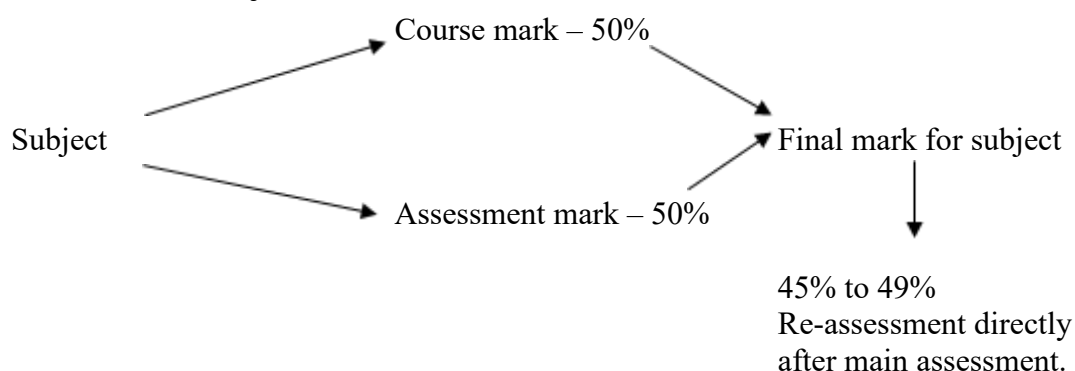 Course mark – 50%
Subject
Final mark for subject
Assessment mark – 50%
45% to 49%
Re-assessment directly
after main assessment.